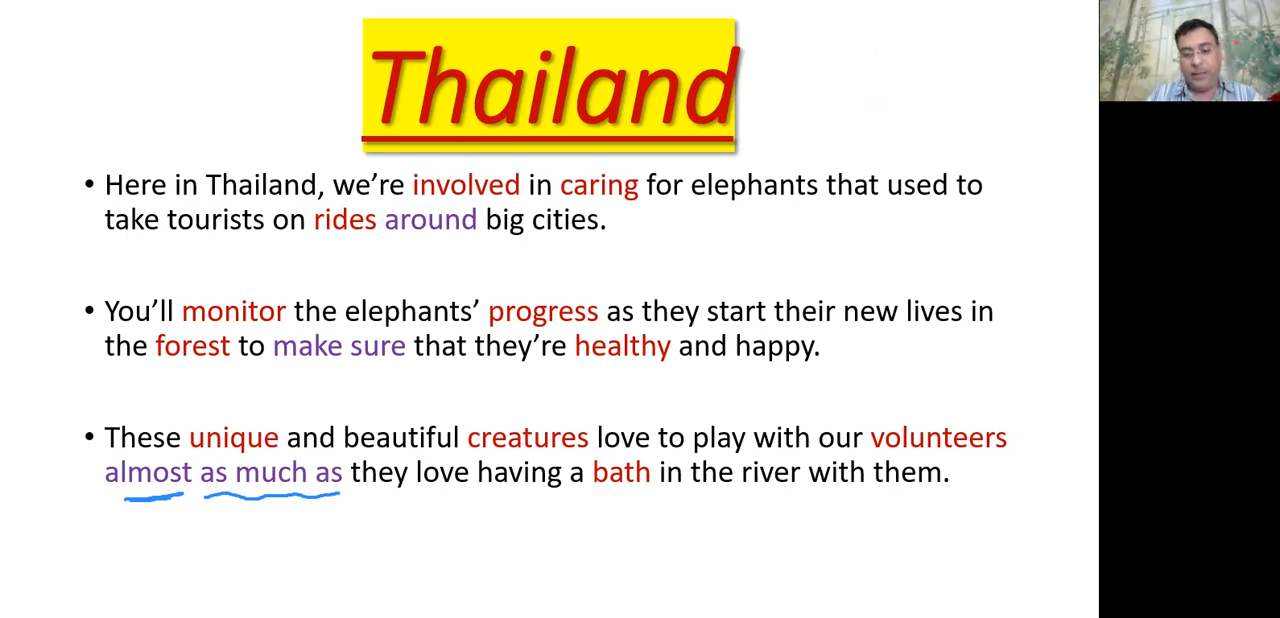 Thailand
• Here in Thailand, we’re involved in caring for elephants that used to
take tourists on rides around big cities.
• You’ll monitor the elephants’ progress as they start their new lives in
the forest to make sure that they’re healthy and happy.
• These unique and beautiful creatures love to play with our volunteers
almost as much as they love having a bath in the river with them.